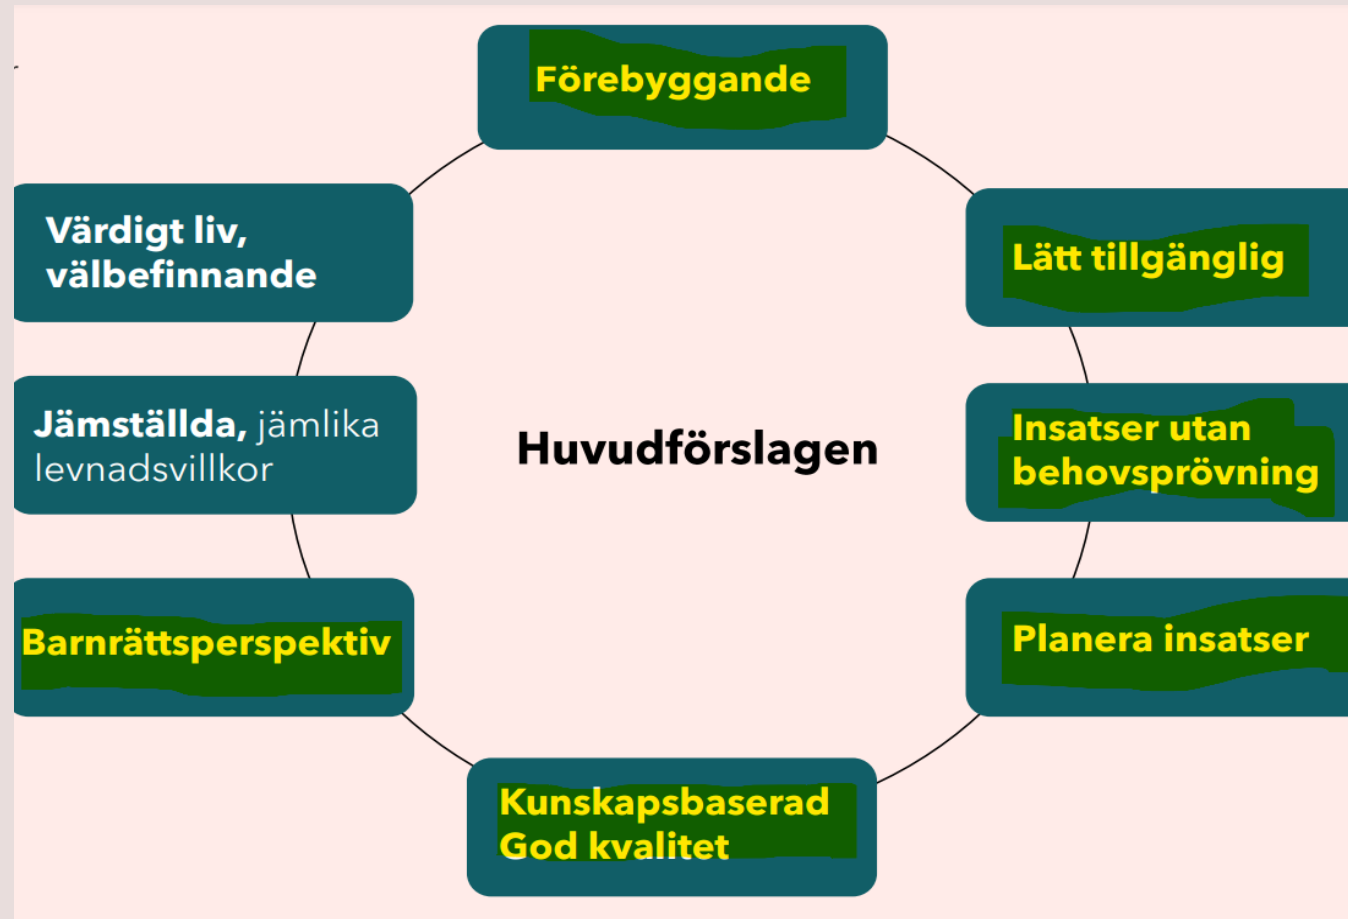 Förebyggande
Lätt tillgänglig
Insatser utan
behovsprövning
Planera insatser
Kunskapsbaserad
God kvalitet
Barnrättsperspektiv
Jämställda, jämlika
levnadsvillkor
Värdigt liv,
välbefinnande
Huvudförslagen